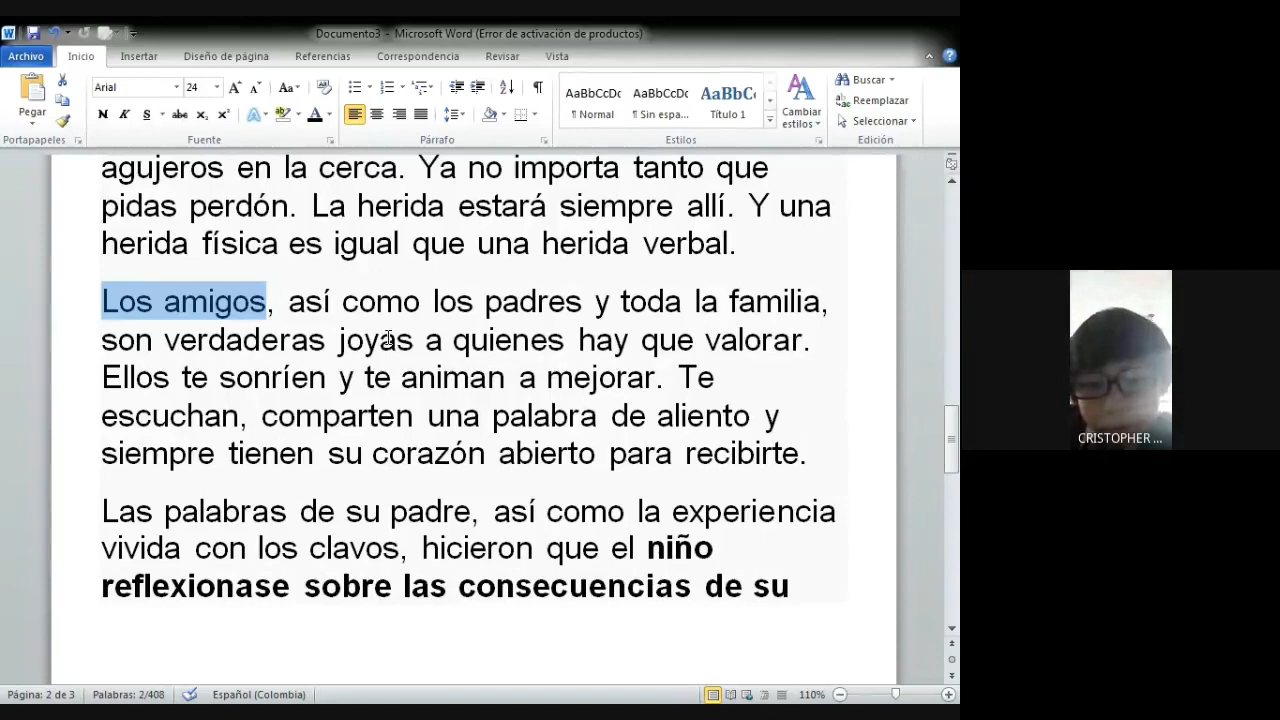 Documento3 - Microsoft Word (Error de activación de productos)
Archivo Inicio Insertar Diseño de página Referencias Correspondencia Revisar Vista
Arial 24 Aa
Buscar
Reemplazar
Seleccionar
Pegar
N K S abc x₂ x² A
AaBbCcDc AaBbCcDc AaBbC
¶ Normal ¶ Sin espa... Título 1
Cambiar estilos
Portapapeles Fuente Párrafo Estilos Edición
agujeros en la cerca. Ya no importa tanto que
pidas perdón. La herida estará siempre allí. Y una
herida física es igual que una herida verbal.
Los amigos, así como los padres y toda la familia,
son verdaderas joyas a quienes hay que valorar.
Ellos te sonríen y te animan a mejorar. Te
escuchan, comparten una palabra de aliento y
siempre tienen su corazón abierto para recibirte.
Las palabras de su padre, así como la experiencia
vivida con los clavos, hicieron que el niño
reflexionase sobre las consecuencias de su
CRISTOPHER ...
Página: 2 de 3 Palabras: 2/408 Español (Colombia) 110%